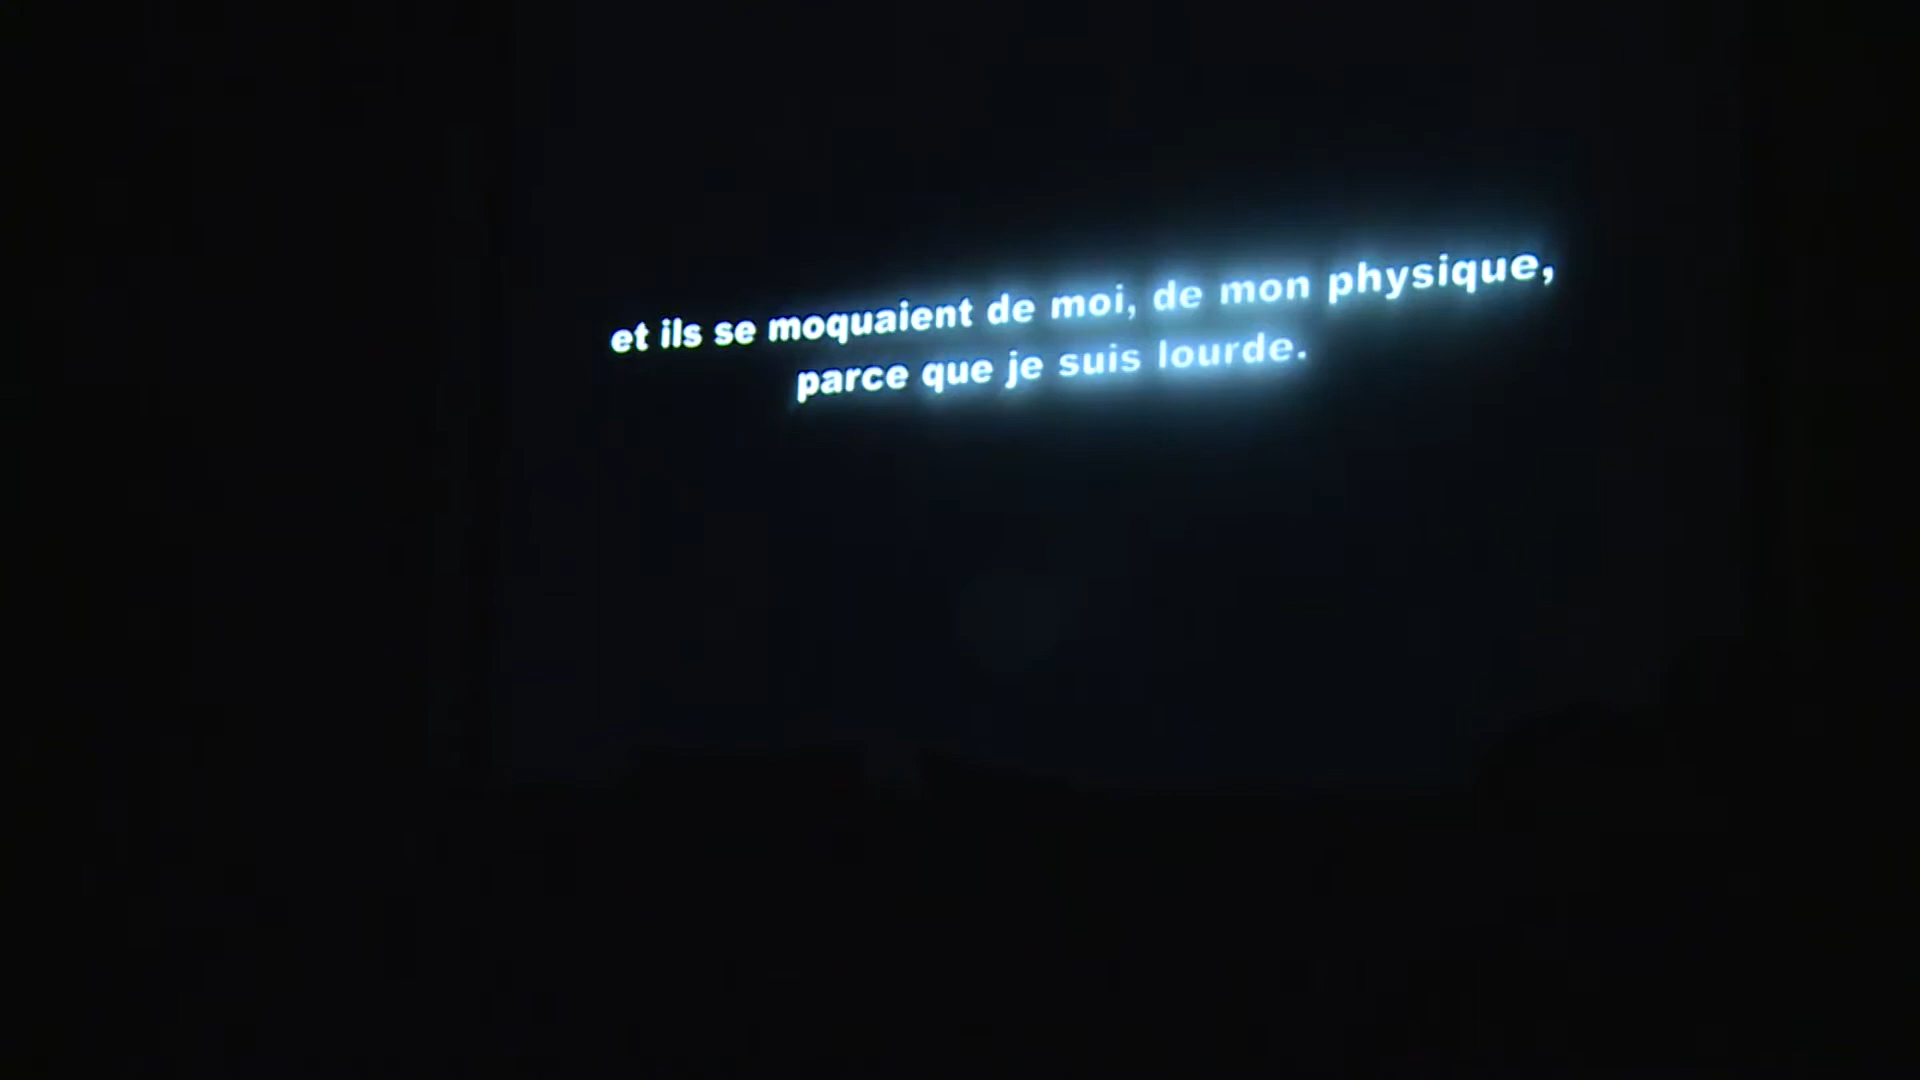 et ils se moquaient de moi, de mon physique,
parce que je suis lourde.